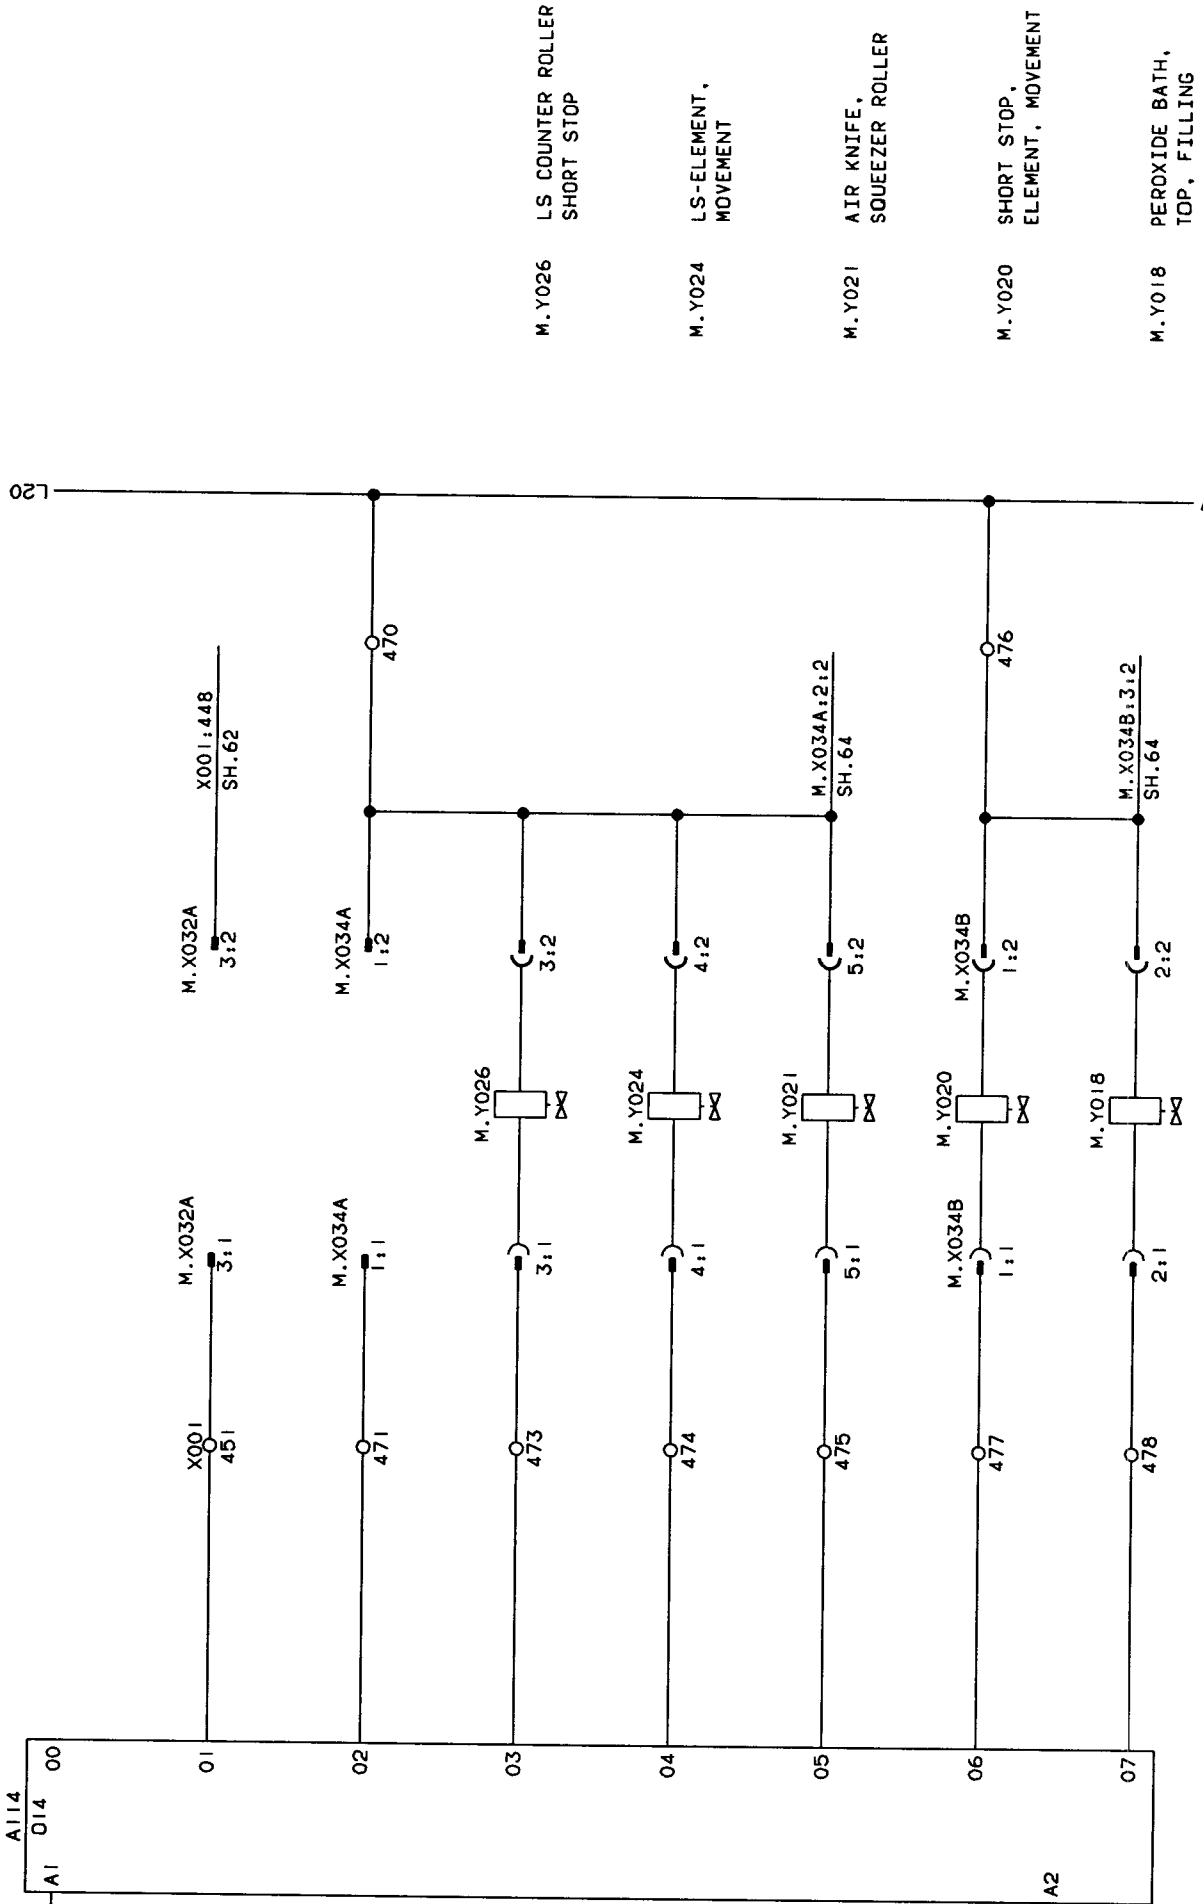 A114
014
A1
A2
00
01
02
03
04
05
06
07
X001
451
471
473
474
475
477
478
M.X032A
3:1
M.X034A
1:1
3:1
4:1
5:1
M.X034B
1:1
2:1
M.Y026
M.Y024
M.Y021
M.Y020
M.Y018
M.X032A
3:2
M.X034A
1:2
3:2
4:2
5:2
M.X034B
1:2
2:2
X001:448
SH.62
470
M.X034A:2:2
SH.64
476
M.X034B:3:2
SH.64
L20
M.Y026 LS COUNTER ROLLER
SHORT STOP
M.Y024 LS-ELEMENT,
MOVEMENT
M.Y021 AIR KNIFE,
SQUEEZER ROLLER
M.Y020 SHORT STOP,
ELEMENT, MOVEMENT
M.Y018 PEROXIDE BATH,
TOP, FILLING